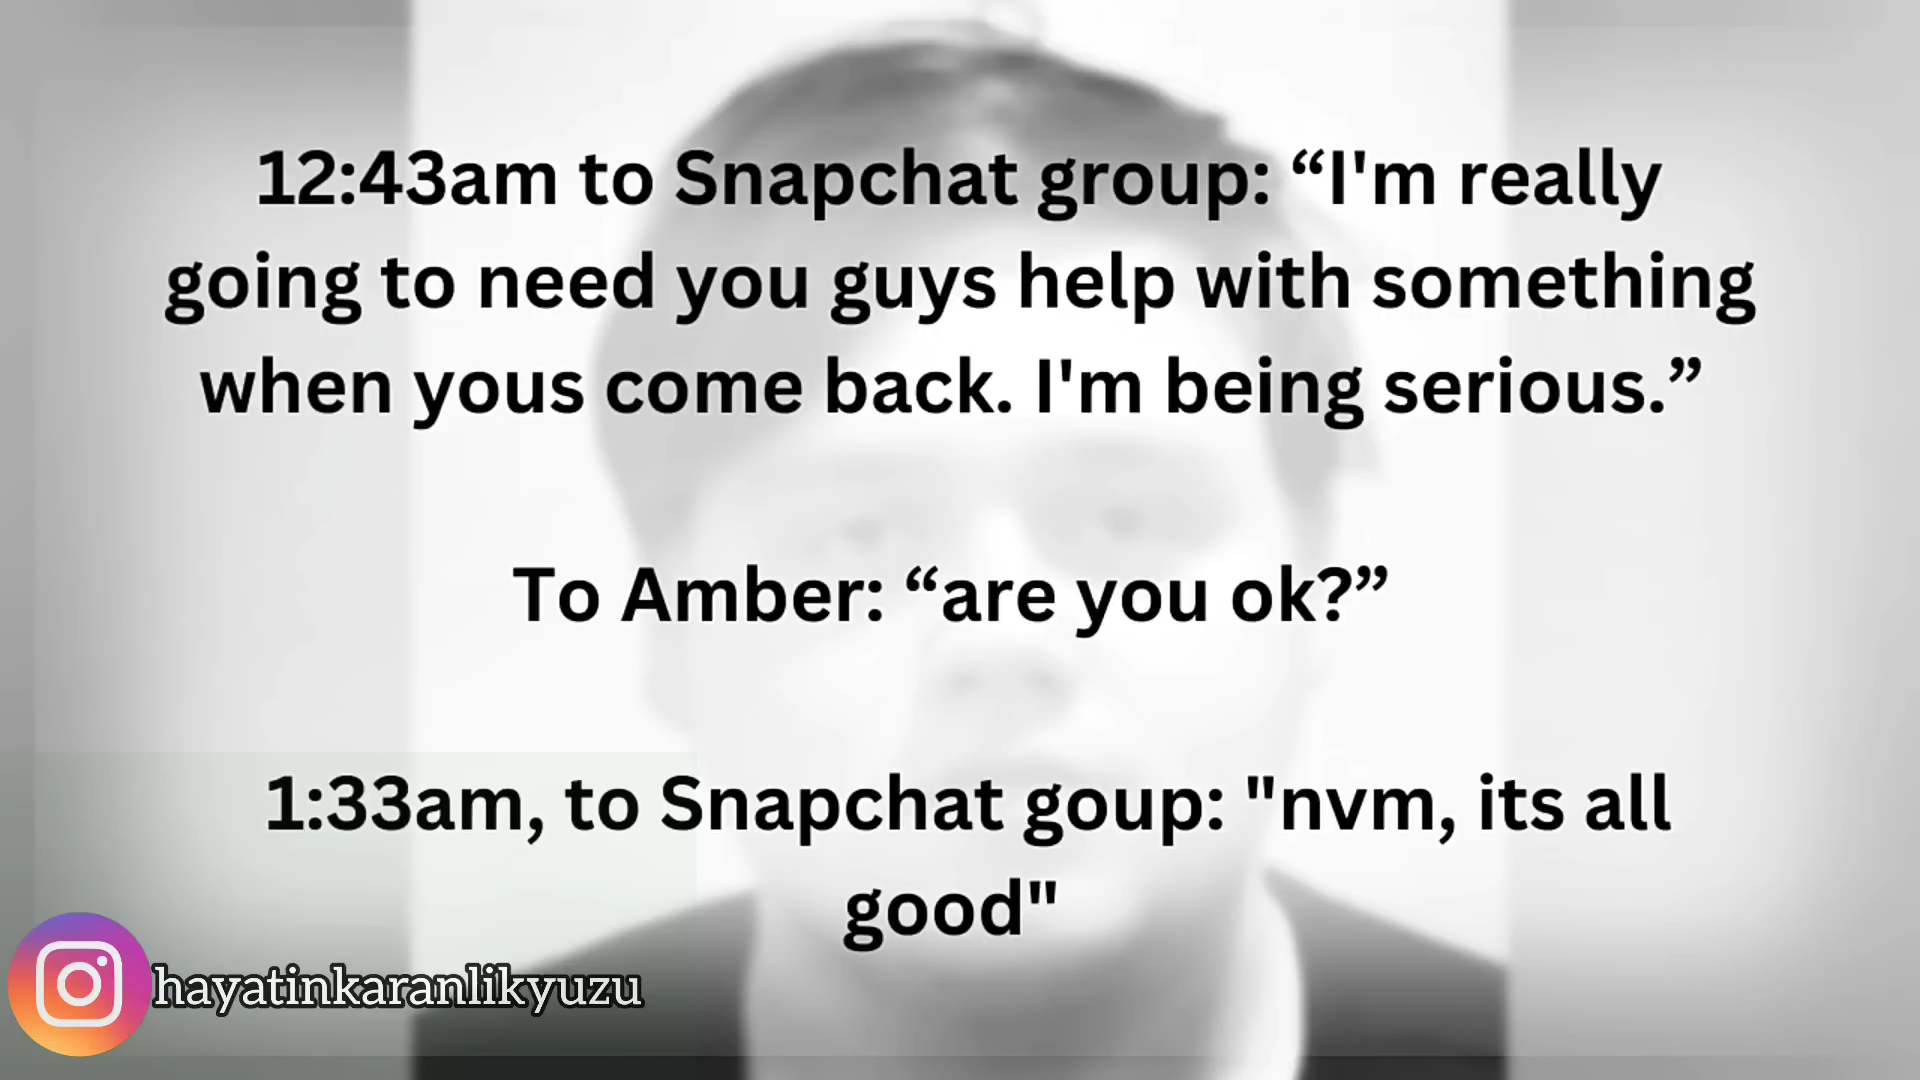 12:43am to Snapchat group: “I'm really
going to need you guys help with something
when yous come back. I'm being serious.”
To Amber: “are you ok?”
1:33am, to Snapchat goup: "nvm, its all
good"
hayatinkaranlikyuzu